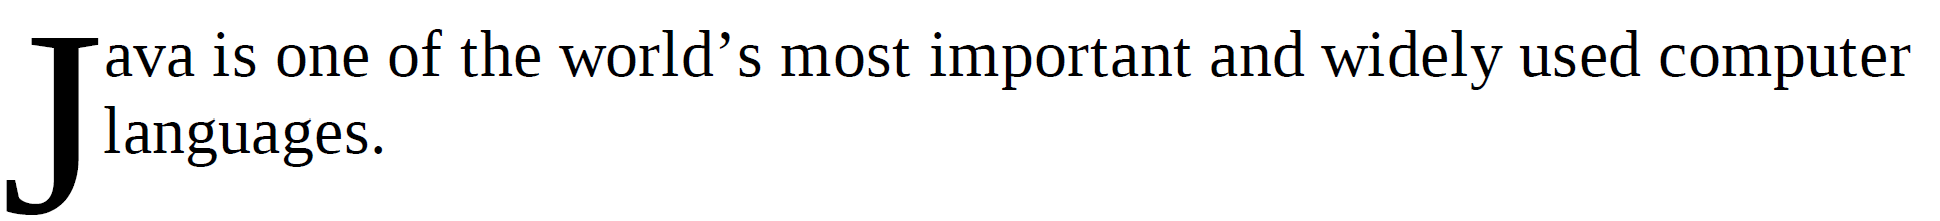 Java is one of the world’s most important and widely used computer
languages.